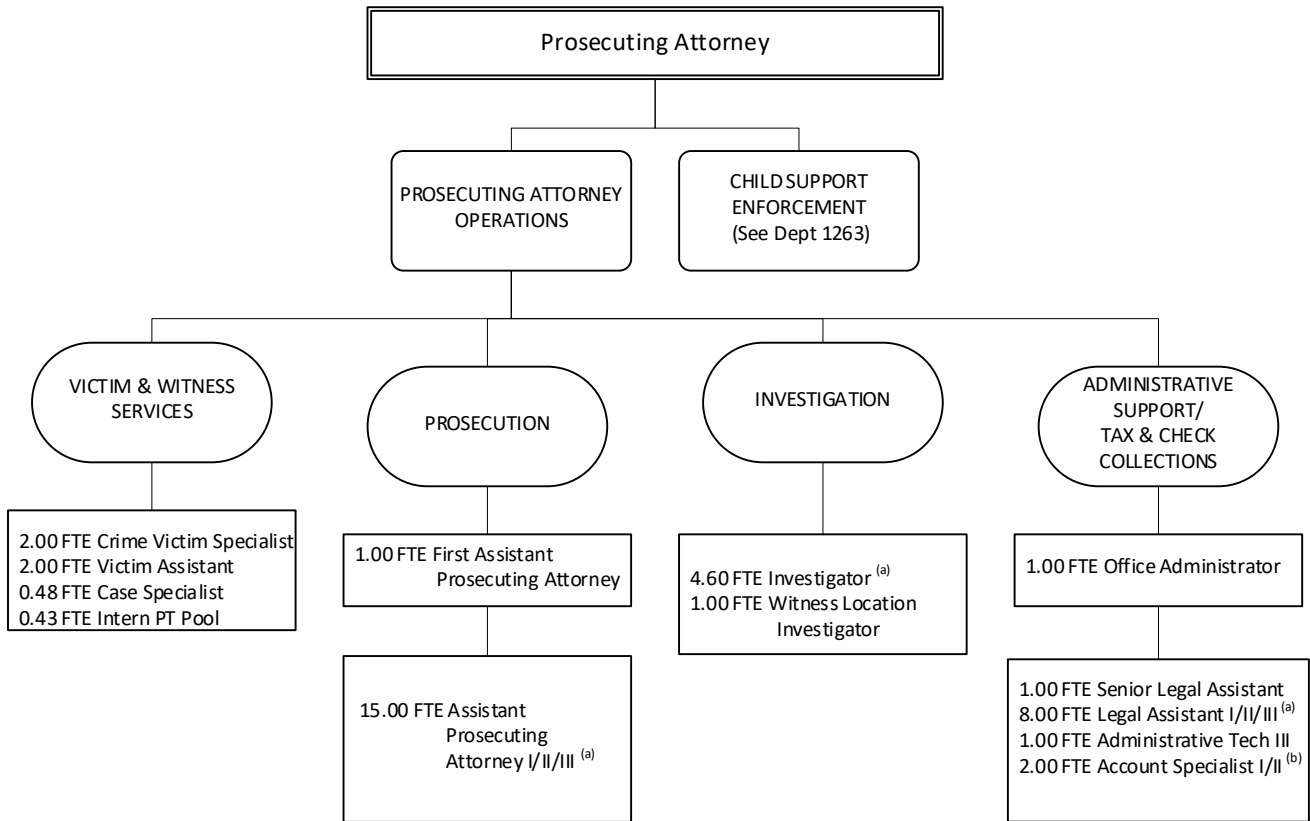 Prosecuting Attorney
PROSECUTING ATTORNEY
OPERATIONS
CHILD SUPPORT
ENFORCEMENT
(See Dept 1263)
VICTIM & WITNESS
SERVICES
PROSECUTION
INVESTIGATION
ADMINISTRATIVE
SUPPORT/
TAX & CHECK
COLLECTIONS
2.00 FTE Crime Victim Specialist
2.00 FTE Victim Assistant
0.48 FTE Case Specialist
0.43 FTE Intern PT Pool
1.00 FTE First Assistant
Prosecuting Attorney
15.00 FTE Assistant
Prosecuting
Attorney I/II/III (a)
4.60 FTE Investigator (a)
1.00 FTE Witness Location
Investigator
1.00 FTE Office Administrator
1.00 FTE Senior Legal Assistant
8.00 FTE Legal Assistant I/II/III (a)
1.00 FTE Administrative Tech III
2.00 FTE Account Specialist I/II (b)